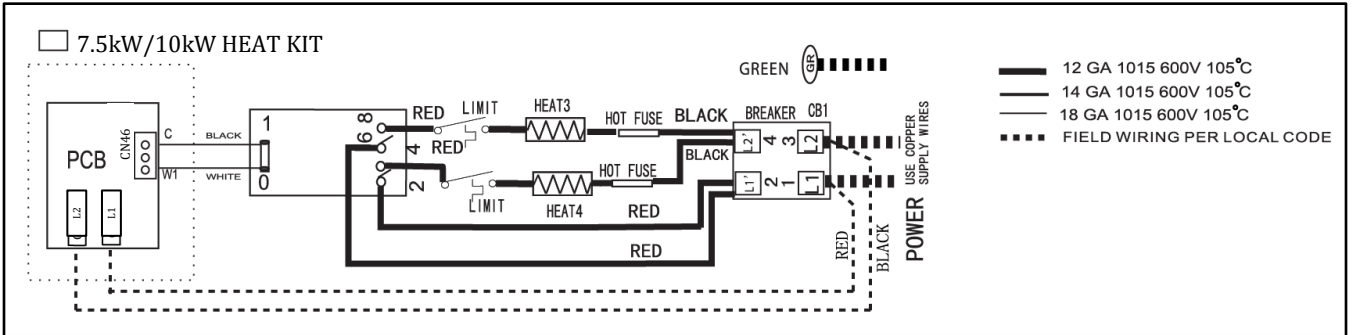 7.5kW/10kW HEAT KIT
GREEN
GR
12 GA 1015 600V 105°C
14 GA 1015 600V 105°C
18 GA 1015 600V 105°C
FIELD WIRING PER LOCAL CODE
PCB
CN46
C
W1
BLACK
WHITE
L2
L1
1
0
8
6
4
2
RED
LIMIT
HEAT3
HOT FUSE
BLACK
RED
LIMIT
HEAT4
HOT FUSE
BLACK
RED
RED
BREAKER
CB1
L2'
4
3
L2
L1'
2
1
L1
RED
BLACK
POWER
USE COPPER
SUPPLY WIRES